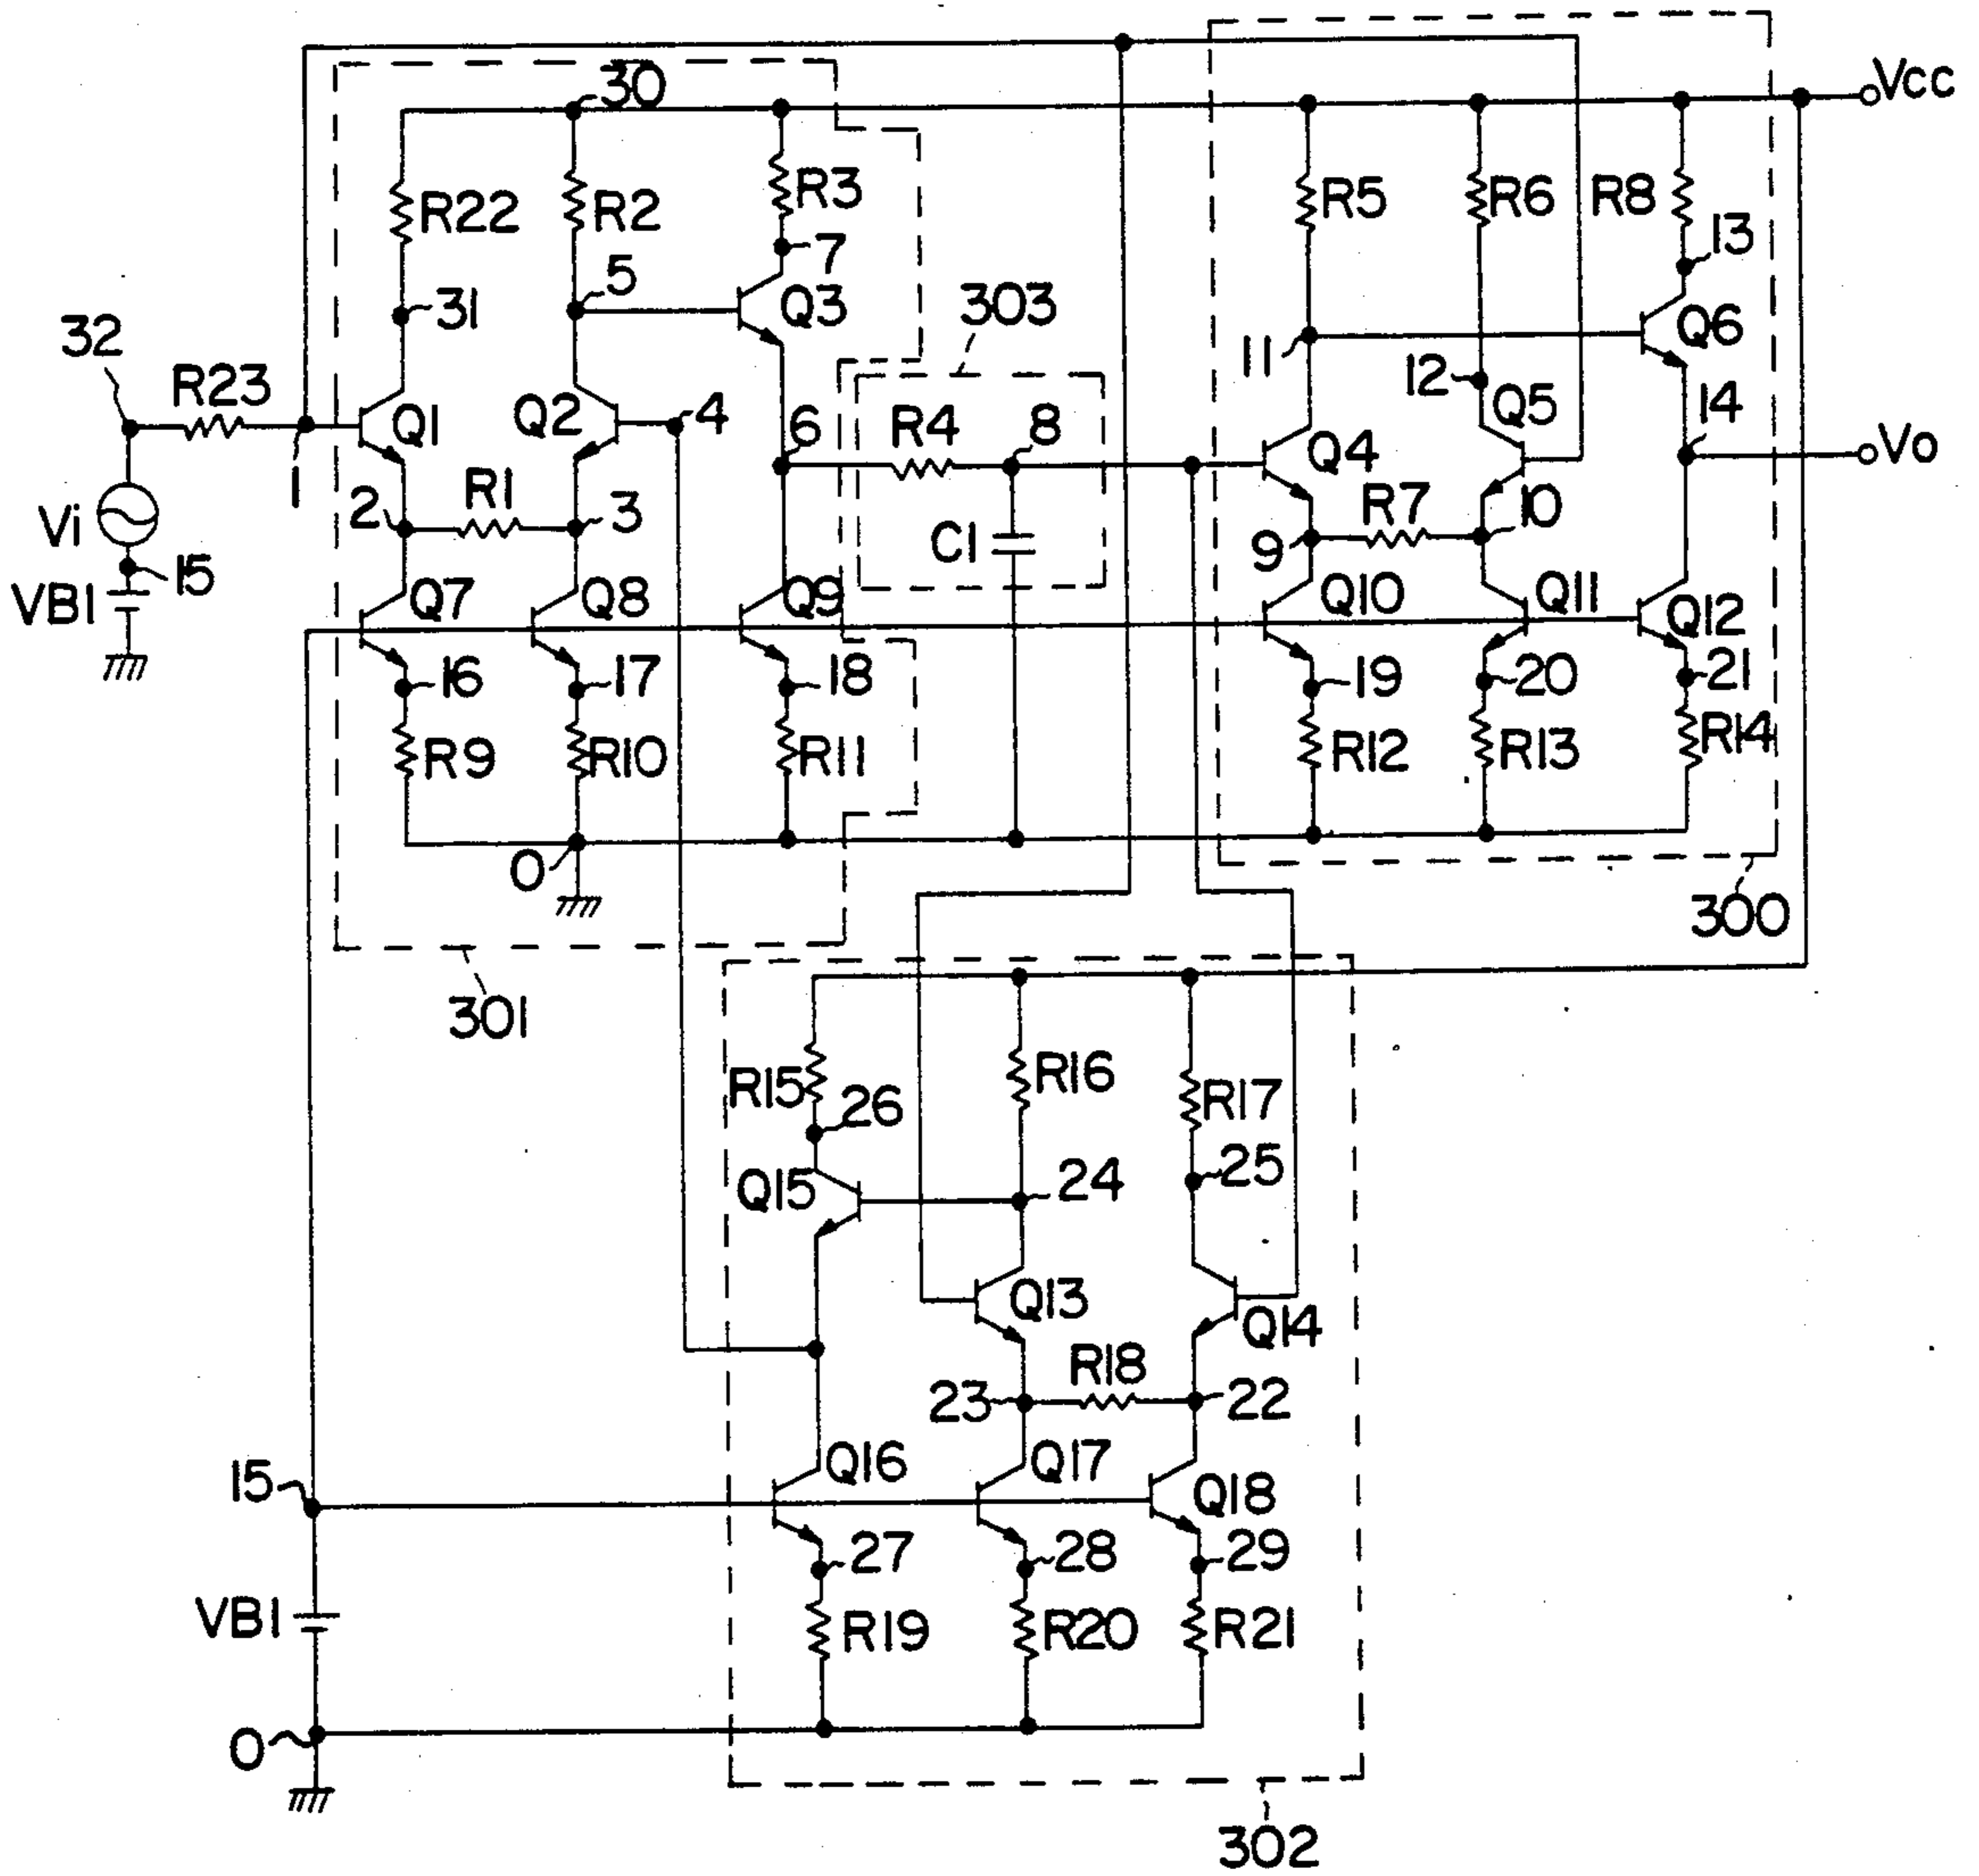 30
Vcc
R22
R2
R3
R5
R6
R8
7
13
5
31
Q3
303
Q6
32
11
R23
12
Q5
Q1
Q2
4
6
R4
8
14
Vo
Q4
1
2
R1
3
R7
10
Vi
C1
9
15
VB1
Q7
Q8
Q9
Q10
Q11
Q12
16
17
18
19
20
21
R9
R10
R11
R12
R13
R14
0
300
301
R15
R16
R17
26
Q15
24
25
Q13
Q14
R18
23
22
15
Q16
Q17
Q18
27
28
29
VB1
R19
R20
R21
0
302